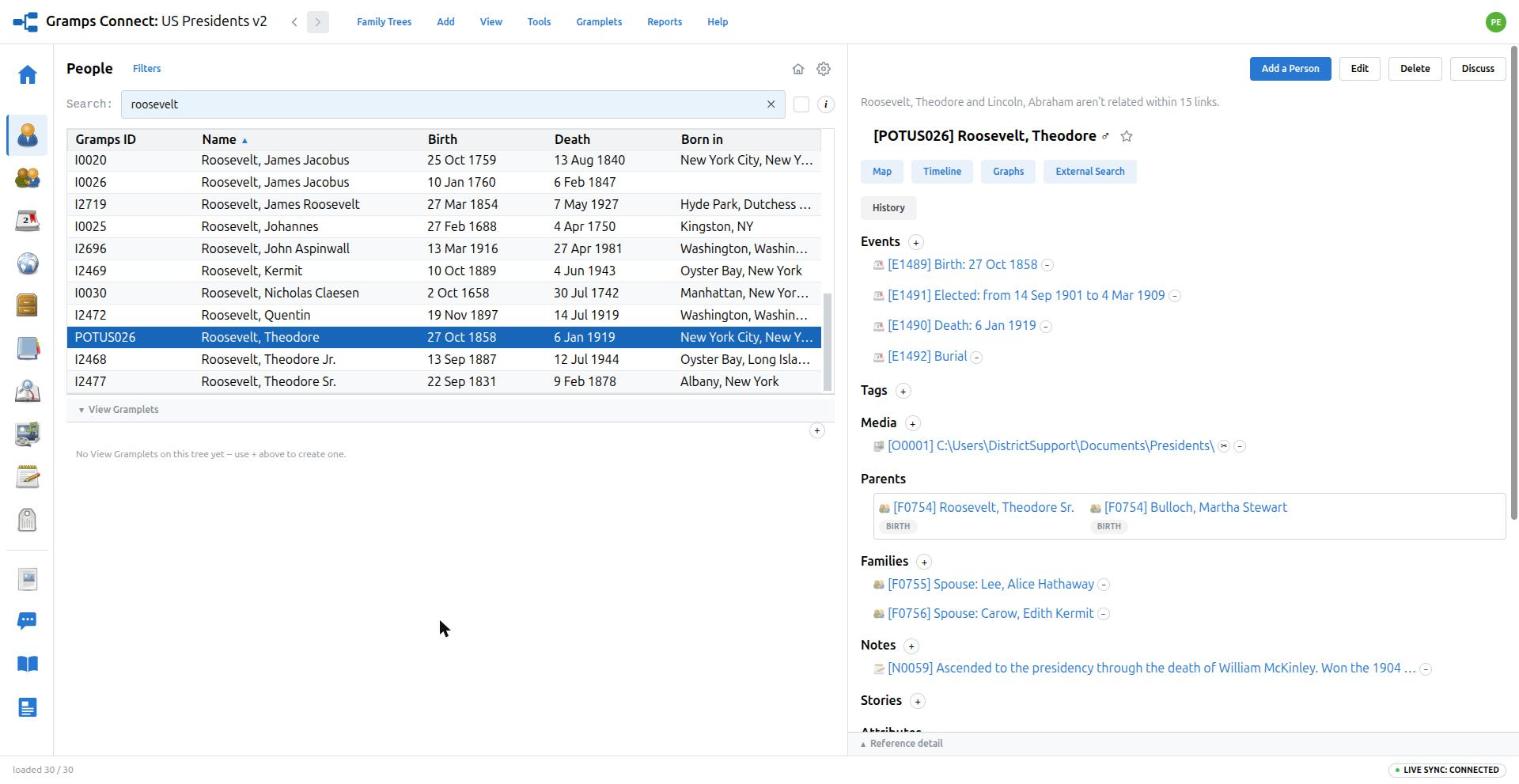 Gramps Connect: US Presidents v2
Family Trees Add View Tools Gramplets Reports Help
PE
People Filters
Search: roosevelt
Gramps ID Name Birth Death Born in
I0020 Roosevelt, James Jacobus 25 Oct 1759 13 Aug 1840 New York City, New Y...
I0026 Roosevelt, James Jacobus 10 Jan 1760 6 Feb 1847
I2719 Roosevelt, James Roosevelt 27 Mar 1854 7 May 1927 Hyde Park, Dutchess ...
I0025 Roosevelt, Johannes 27 Feb 1688 4 Apr 1750 Kingston, NY
I2696 Roosevelt, John Aspinwall 13 Mar 1916 27 Apr 1981 Washington, Washin...
I2469 Roosevelt, Kermit 10 Oct 1889 4 Jun 1943 Oyster Bay, New York
I0030 Roosevelt, Nicholas Claesen 2 Oct 1658 30 Jul 1742 Manhattan, New Yor...
I2472 Roosevelt, Quentin 19 Nov 1897 14 Jul 1919 Washington, Washin...
POTUS026 Roosevelt, Theodore 27 Oct 1858 6 Jan 1919 New York City, New Y...
I2468 Roosevelt, Theodore Jr. 13 Sep 1887 12 Jul 1944 Oyster Bay, Long Isla...
I2477 Roosevelt, Theodore Sr. 22 Sep 1831 9 Feb 1878 Albany, New York
View Gramplets
No View Gramplets on this tree yet – use + above to create one.
Add a Person Edit Delete Discuss
Roosevelt, Theodore and Lincoln, Abraham aren't related within 15 links.
[POTUS026] Roosevelt, Theodore ♂ ☆
Map Timeline Graphs External Search
History
Events +
[E1489] Birth: 27 Oct 1858
[E1491] Elected: from 14 Sep 1901 to 4 Mar 1909
[E1490] Death: 6 Jan 1919
[E1492] Burial
Tags +
Media +
[O0001] C:\Users\DistrictSupport\Documents\Presidents\
Parents
[F0754] Roosevelt, Theodore Sr. [F0754] Bulloch, Martha Stewart
BIRTH BIRTH
Families +
[F0755] Spouse: Lee, Alice Hathaway
[F0756] Spouse: Carow, Edith Kermit
Notes +
[N0059] Ascended to the presidency through the death of William McKinley. Won the 1904 ...
Stories +
Attributes
Reference detail
loaded 30 / 30
LIVE SYNC: CONNECTED